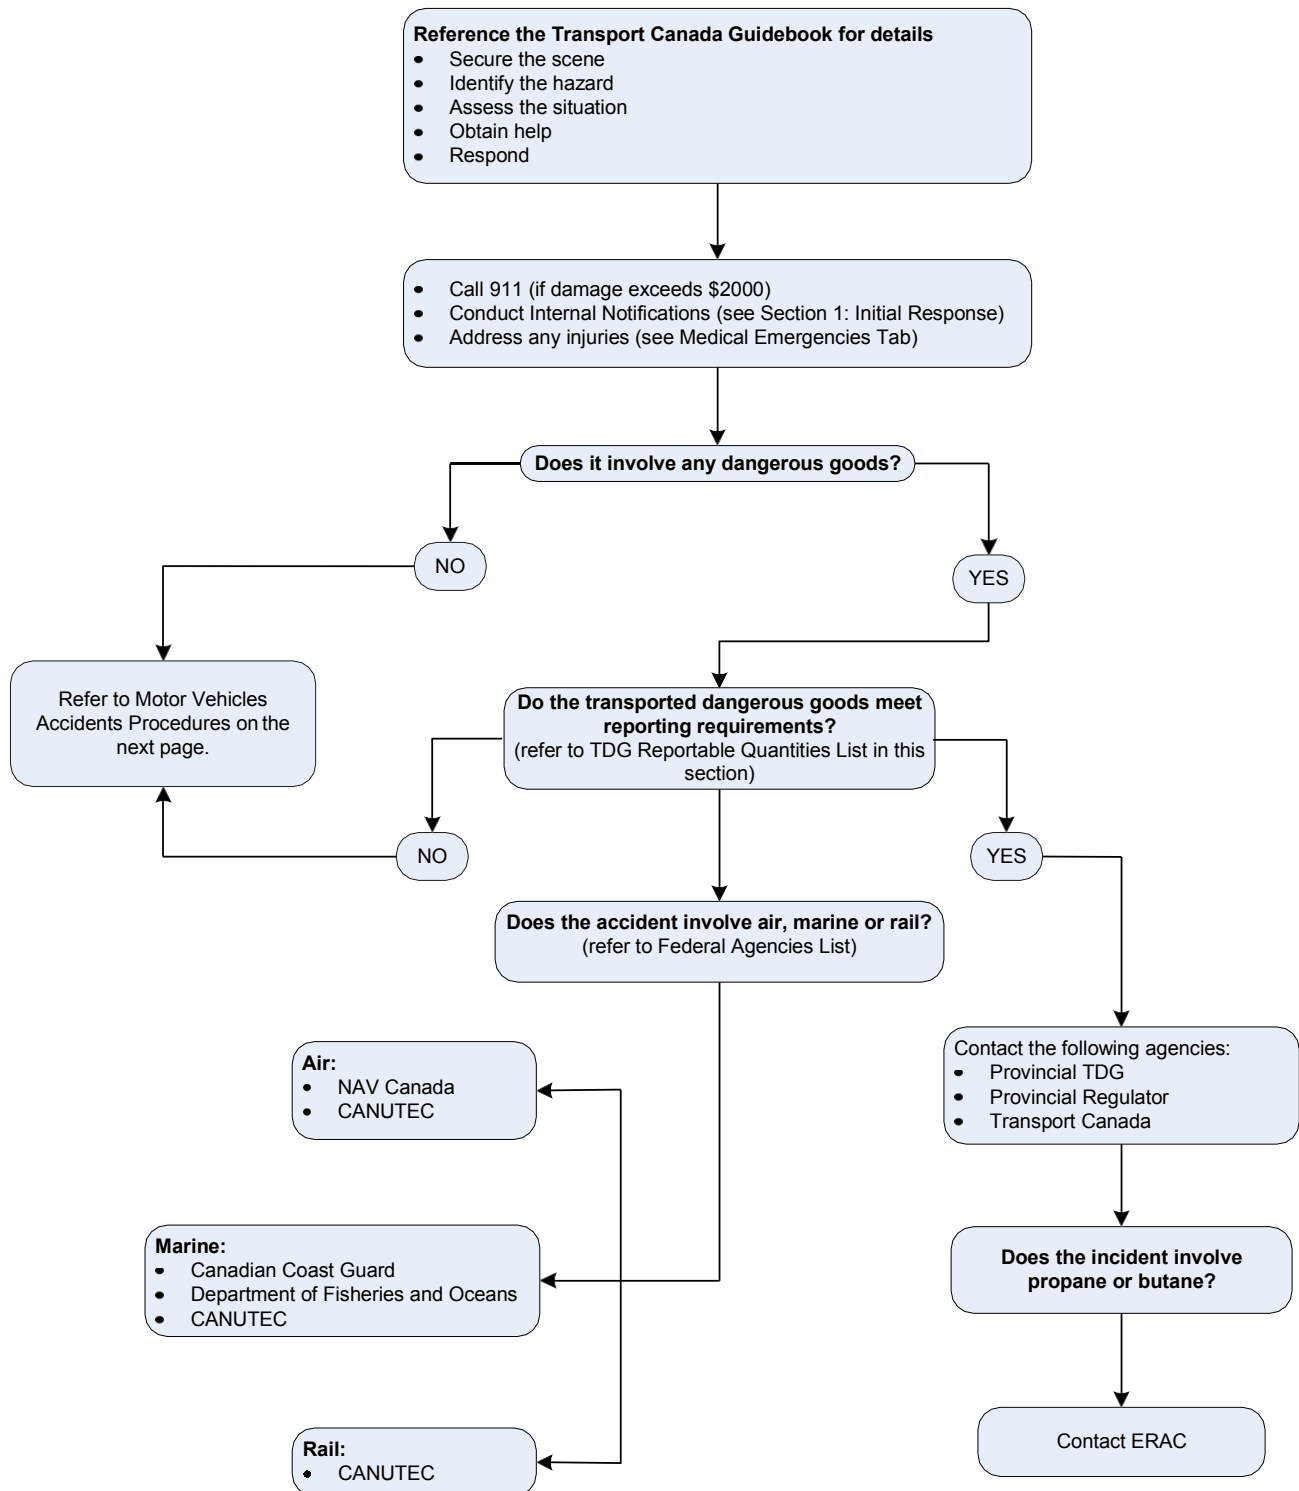 Reference the Transport Canada Guidebook for details
• Secure the scene
• Identify the hazard
• Assess the situation
• Obtain help
• Respond
• Call 911 (if damage exceeds $2000)
• Conduct Internal Notifications (see Section 1: Initial Response)
• Address any injuries (see Medical Emergencies Tab)
Does it involve any dangerous goods?
NO
YES
Refer to Motor Vehicles
Accidents Procedures on the
next page.
Do the transported dangerous goods meet
reporting requirements?
(refer to TDG Reportable Quantities List in this
section)
NO
YES
Does the accident involve air, marine or rail?
(refer to Federal Agencies List)
Contact the following agencies:
• Provincial TDG
• Provincial Regulator
• Transport Canada
Air:
• NAV Canada
• CANUTEC
Marine:
• Canadian Coast Guard
• Department of Fisheries and Oceans
• CANUTEC
Does the incident involve
propane or butane?
Contact ERAC
Rail:
• CANUTEC